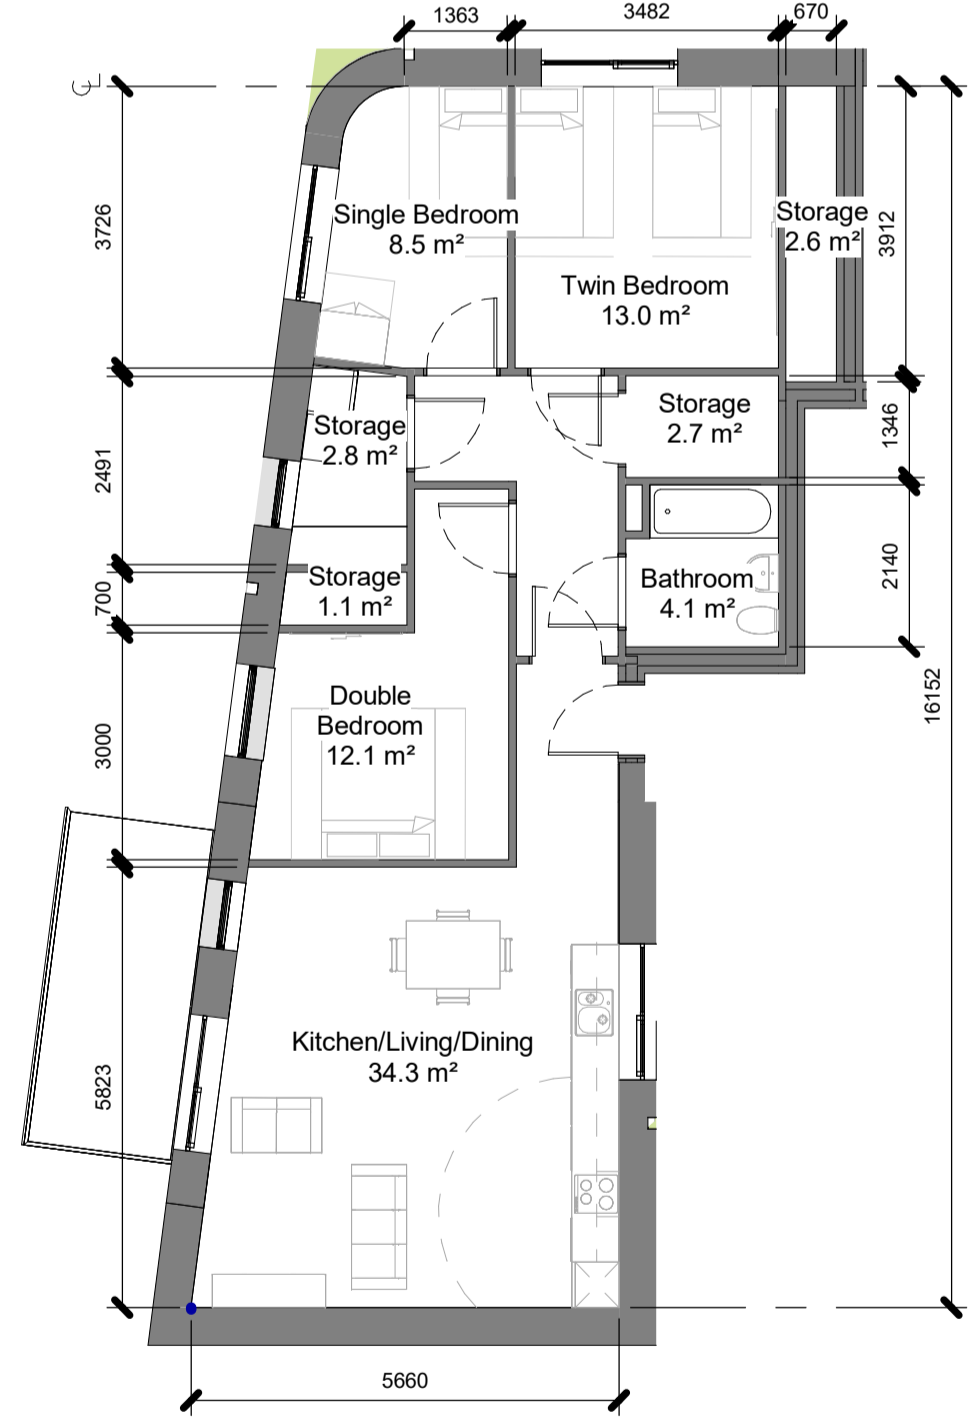 1363
3482
670
℄
3726
Single Bedroom
8.5 m²
Storage
2.6 m²
3912
Twin Bedroom
13.0 m²
Storage
2.8 m²
Storage
2.7 m²
1346
2491
Storage
1.1 m²
700
Bathroom
4.1 m²
2140
Double
Bedroom
12.1 m²
3000
16152
Kitchen/Living/Dining
34.3 m²
5823
5660